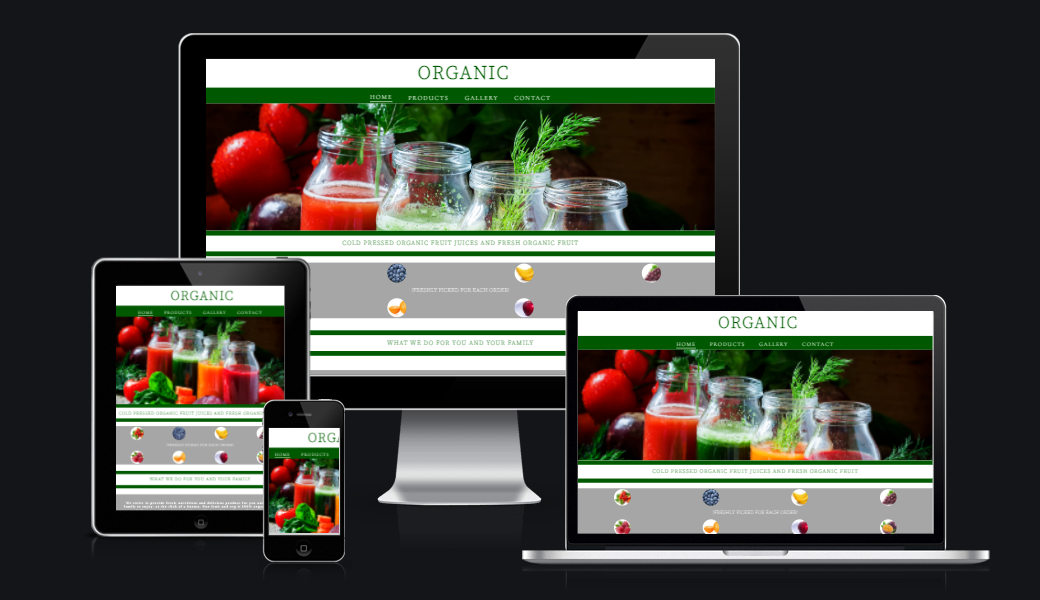 ORGANIC
HOME PRODUCTS GALLERY CONTACT
COLD PRESSED ORGANIC FRUIT JUICES AND FRESH ORGANIC FRUIT
(FRESHLY PICKED FOR EACH ORDER)
WHAT WE DO FOR YOU AND YOUR FAMILY
ORGANIC
HOME PRODUCTS GALLERY CONTACT
COLD PRESSED ORGANIC FRUIT JUICES AND FRESH ORGANIC
(FRESHLY PICKED FOR EACH ORDER)
WHAT WE DO FOR YOU AND YOUR FAMILY
ORGA
HOME PRODUCTS
ORGANIC
HOME PRODUCTS GALLERY CONTACT
COLD PRESSED ORGANIC FRUIT JUICES AND FRESH ORGANIC FRUIT
(FRESHLY PICKED FOR EACH ORDER)